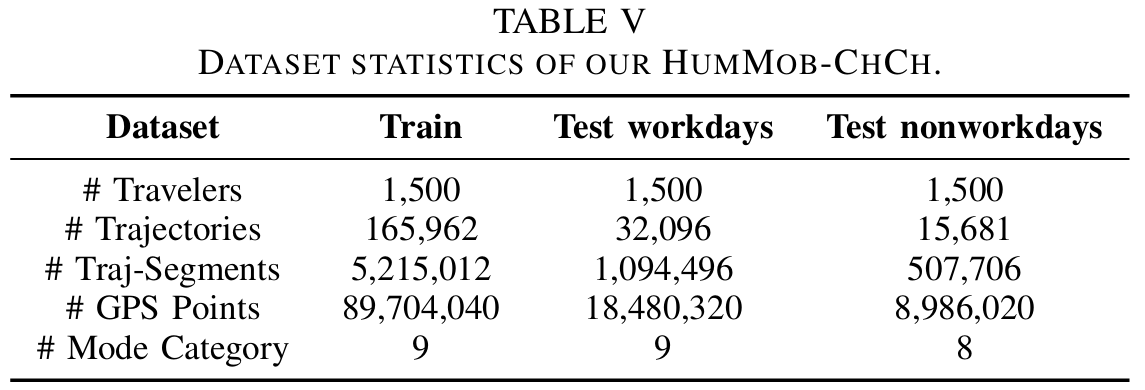 TABLE V
DATASET STATISTICS OF OUR HUMMOB-CHCH.
Dataset Train Test workdays Test nonworkdays
# Travelers 1,500 1,500 1,500
# Trajectories 165,962 32,096 15,681
# Traj-Segments 5,215,012 1,094,496 507,706
# GPS Points 89,704,040 18,480,320 8,986,020
# Mode Category 9 9 8